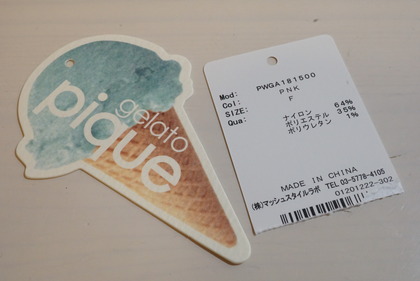 gelato
pique
Mod: PWGA181500
Col: PNK
SIZE: F
Qua: ナイロン 64%
ポリエステル 35%
ポリウレタン 1%
MADE IN CHINA
(株)マッシュスタイルラボ TEL 03-5778-4105
01201222-302